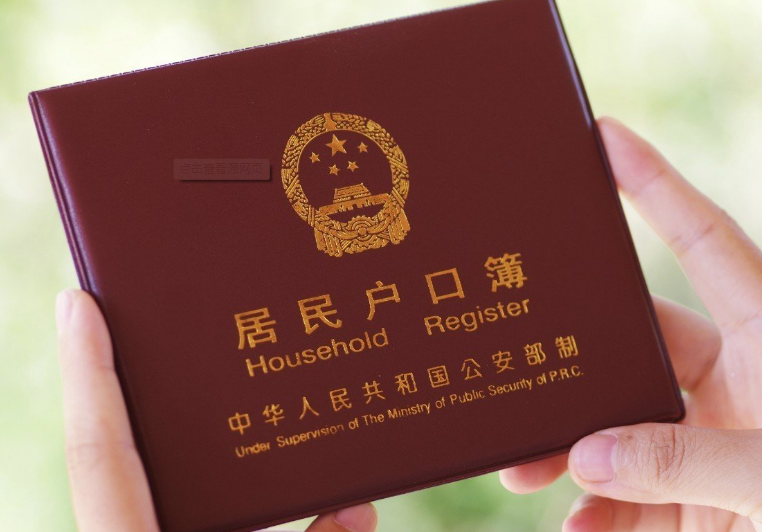 居民户口簿
Household Register
中华人民共和国公安部制
Under Supervision of The Ministry of Public Security of P.R.C.